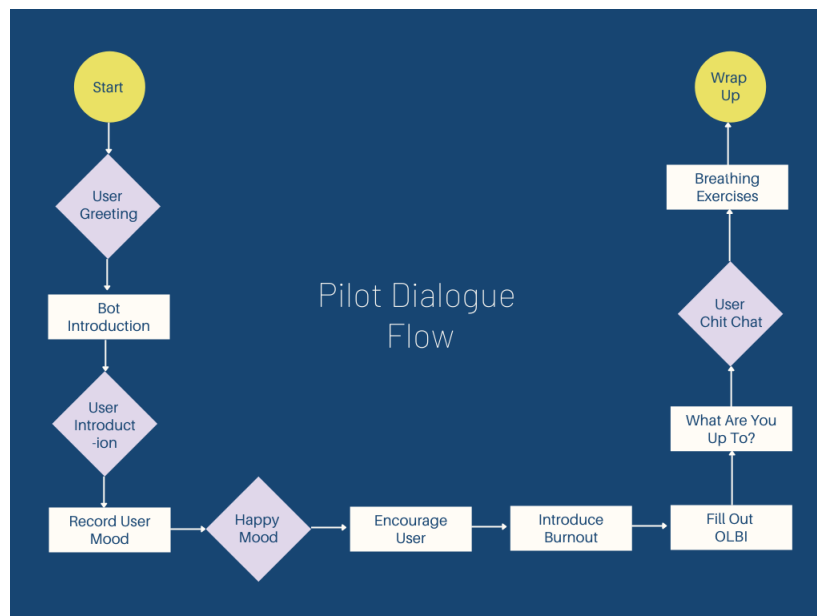 Start
User
Greeting
Bot
Introduction
User
Introduct
-ion
Record User
Mood
Happy
Mood
Encourage
User
Introduce
Burnout
Fill Out
OLBI
What Are You
Up To?
User
Chit Chat
Breathing
Exercises
Wrap
Up
Pilot Dialogue
Flow